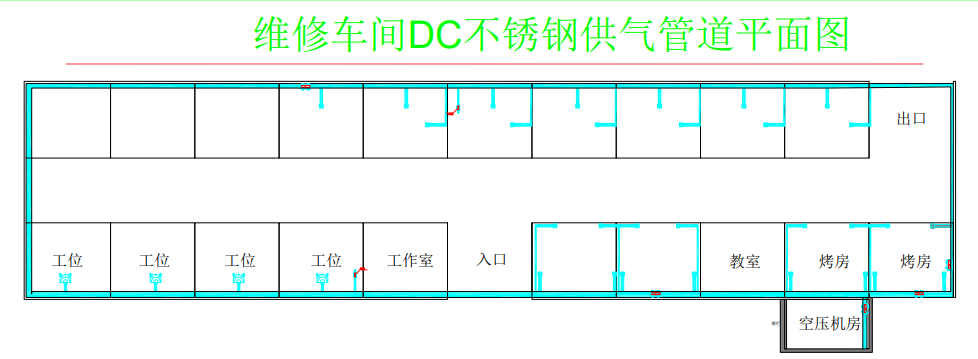 维修车间DC不锈钢供气管道平面图
出口
工位 工位 工位 工位 工作室 入口 教室 烤房 烤房
空压机房